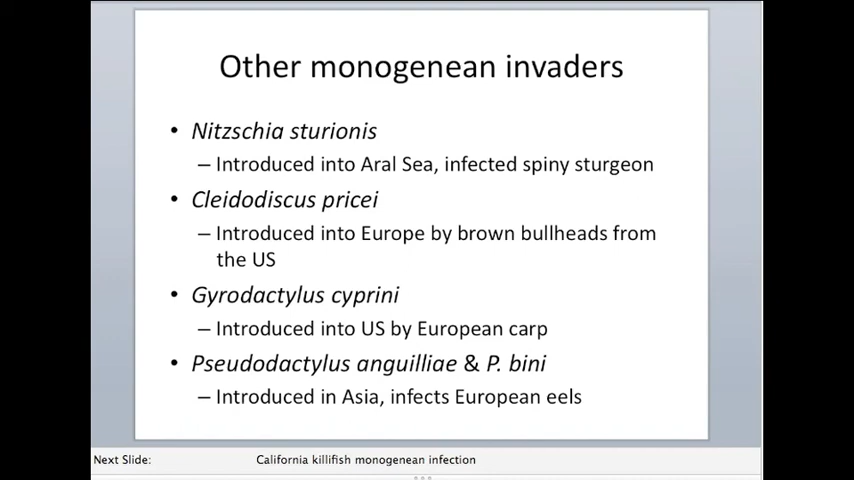 Other monogenean invaders
• Nitzschia sturionis
– Introduced into Aral Sea, infected spiny sturgeon
• Cleidodiscus pricei
– Introduced into Europe by brown bullheads from
the US
• Gyrodactylus cyprini
– Introduced into US by European carp
• Pseudodactylus anguilliae & P. bini
– Introduced in Asia, infects European eels
Next Slide: California killifish monogenean infection